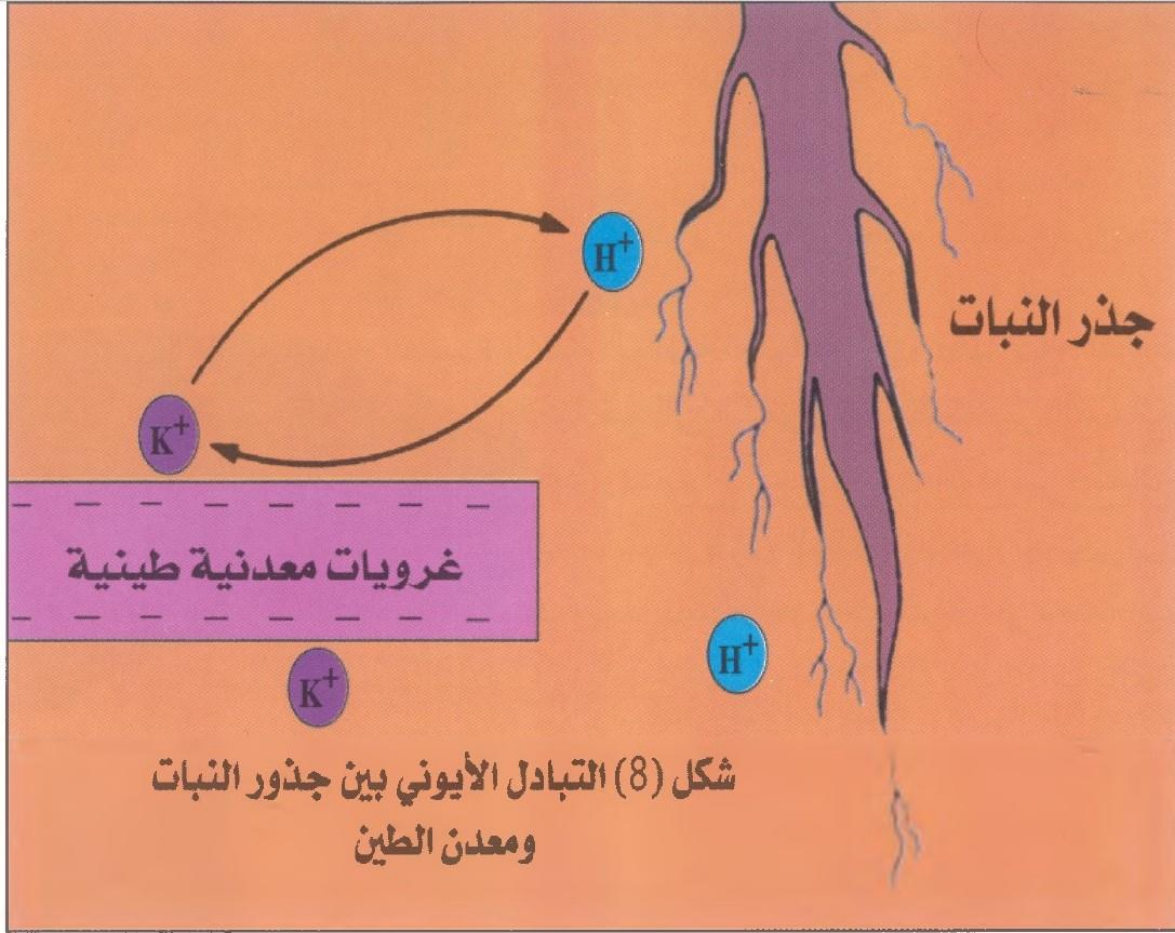 H⁺
جذر النبات
K⁺
− − − − − − − −
غرويات معدنية طينية
− − − − − − − −
H⁺
K⁺
شكل (8) التبادل الأيوني بين جذور النبات
ومعدن الطين